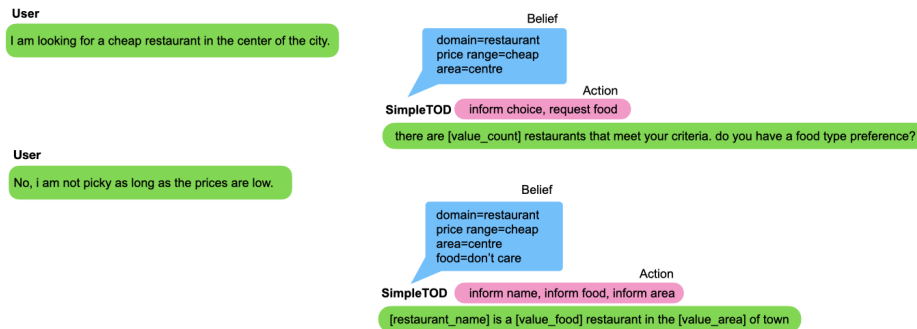 User
I am looking for a cheap restaurant in the center of the city.
Belief
domain=restaurant
price range=cheap
area=centre
Action
SimpleTOD
inform choice, request food
there are [value_count] restaurants that meet your criteria. do you have a food type preference?
User
No, i am not picky as long as the prices are low.
Belief
domain=restaurant
price range=cheap
area=centre
food=don't care
Action
SimpleTOD
inform name, inform food, inform area
[restaurant_name] is a [value_food] restaurant in the [value_area] of town